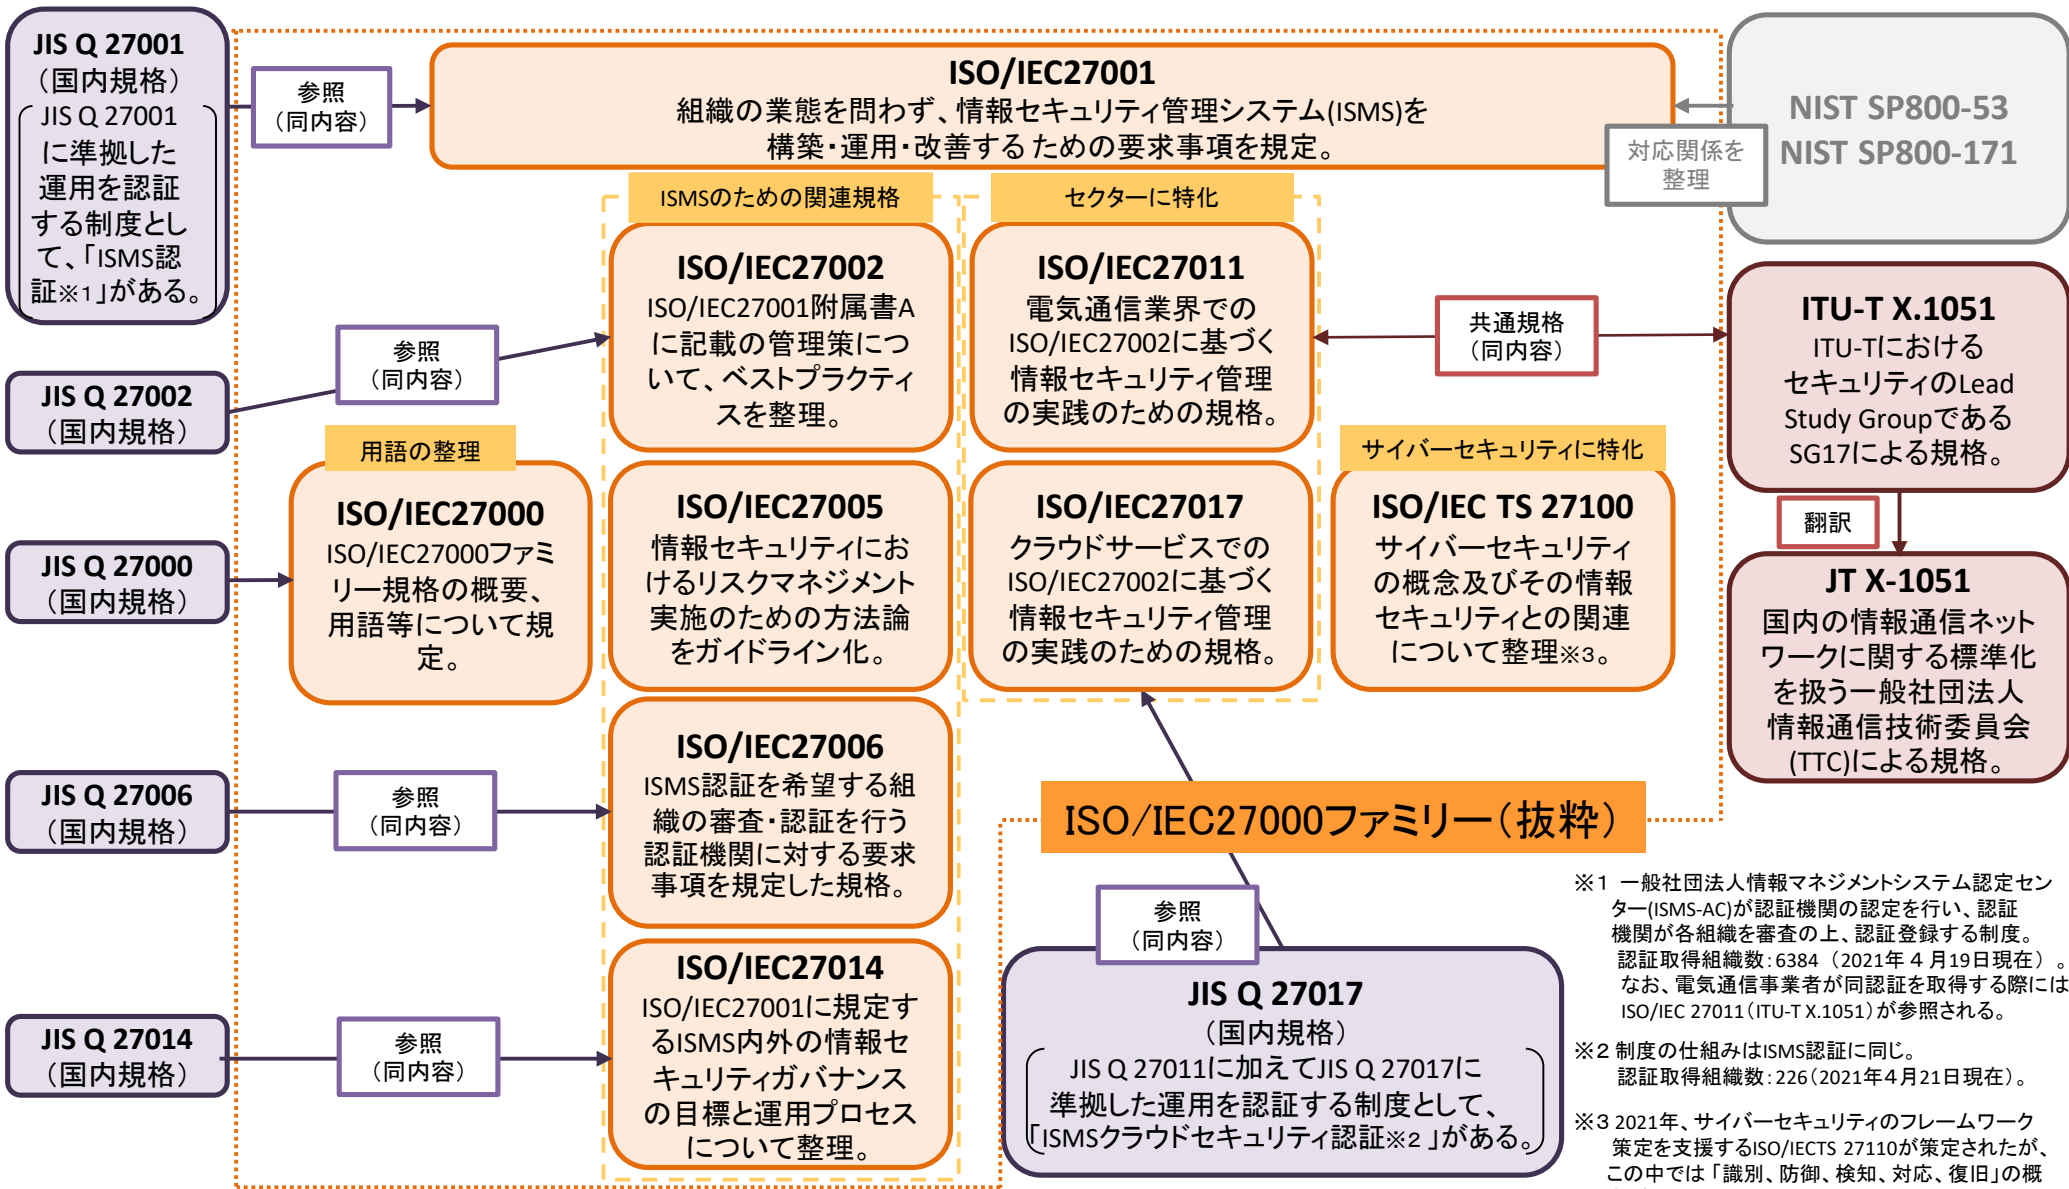 JIS Q 27001
（国内規格）
JIS Q 27001
に準拠した
運用を認証
する制度とし
て、「ISMS認
証※1」がある。
参照
（同内容）
ISO/IEC27001
組織の業態を問わず、情報セキュリティ管理システム(ISMS)を
構築・運用・改善するための要求事項を規定。
NIST SP800-53
NIST SP800-171
対応関係を
整理
ISMSのための関連規格
セクターに特化
ISO/IEC27002
ISO/IEC27001附属書A
に記載の管理策につ
いて、ベストプラクティ
スを整理。
ISO/IEC27011
電気通信業界での
ISO/IEC27002に基づく
情報セキュリティ管理
の実践のための規格。
共通規格
（同内容）
ITU-T X.1051
ITU-Tにおける
セキュリティのLead
Study Groupである
SG17による規格。
JIS Q 27002
（国内規格）
参照
（同内容）
用語の整理
サイバーセキュリティに特化
JIS Q 27000
（国内規格）
ISO/IEC27000
ISO/IEC27000ファミ
リー規格の概要、
用語等について規
定。
ISO/IEC27005
情報セキュリティにお
けるリスクマネジメント
実施のための方法論
をガイドライン化。
ISO/IEC27017
クラウドサービスでの
ISO/IEC27002に基づく
情報セキュリティ管理
の実践のための規格。
ISO/IEC TS 27100
サイバーセキュリティ
の概念及びその情報
セキュリティとの関連
について整理※3。
翻訳
JT X-1051
国内の情報通信ネット
ワークに関する標準化
を扱う一般社団法人
情報通信技術委員会
(TTC)による規格。
JIS Q 27006
（国内規格）
参照
（同内容）
ISO/IEC27006
ISMS認証を希望する組
織の審査・認証を行う
認証機関に対する要求
事項を規定した規格。
ISO/IEC27000ファミリー（抜粋）
JIS Q 27014
（国内規格）
参照
（同内容）
ISO/IEC27014
ISO/IEC27001に規定す
るISMS内外の情報セ
キュリティガバナンス
の目標と運用プロセス
について整理。
参照
（同内容）
JIS Q 27017
（国内規格）
JIS Q 27011に加えてJIS Q 27017に
準拠した運用を認証する制度として、
「ISMSクラウドセキュリティ認証※2 」がある。
※1 一般社団法人情報マネジメントシステム認定セン
ター(ISMS-AC)が認証機関の認定を行い、認証
機関が各組織を審査の上、認証登録する制度。
認証取得組織数：6384 （2021年 4 月19日現在） 。
なお、電気通信事業者が同認証を取得する際には
ISO/IEC 27011（ITU-T X.1051）が参照される。
※2 制度の仕組みはISMS認証に同じ。
認証取得組織数：226（2021年4月21日現在）。
※3 2021年、サイバーセキュリティのフレームワーク
策定を支援するISO/IECTS 27110が策定されたが、
この中では 「識別、防御、検知、対応、復旧」の概